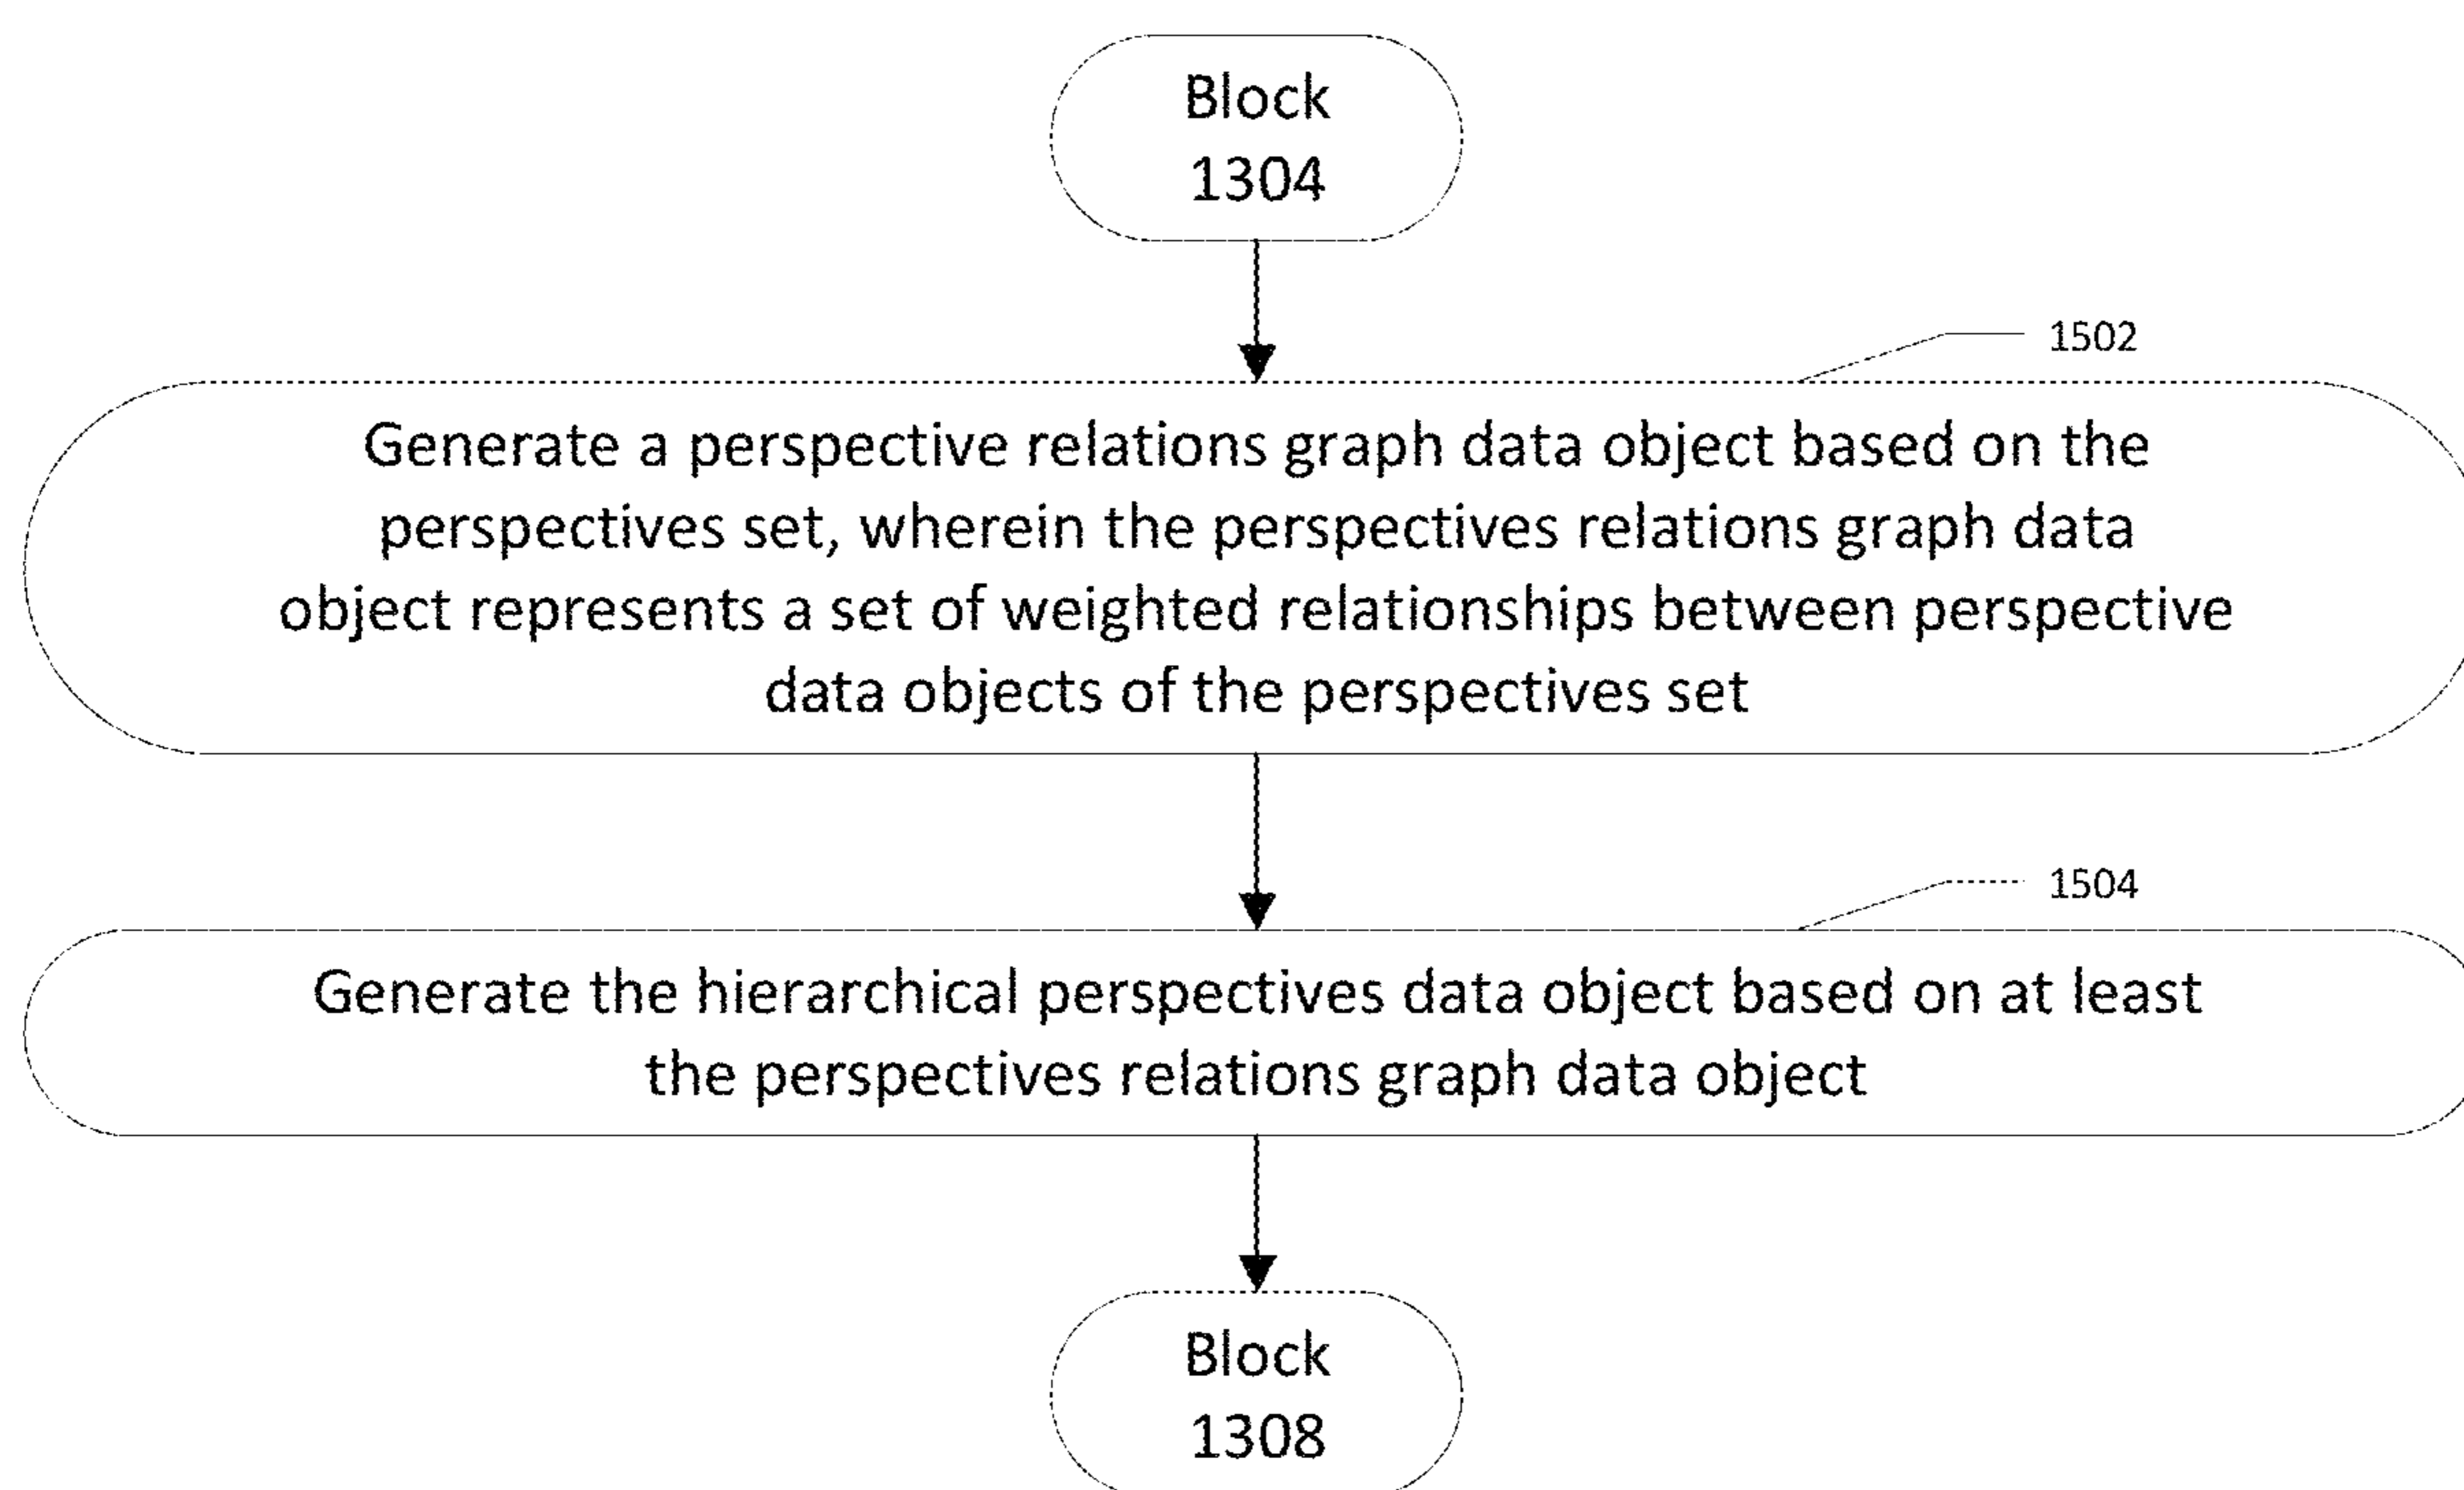 Block
1304
1502
Generate a perspective relations graph data object based on the
perspectives set, wherein the perspectives relations graph data
object represents a set of weighted relationships between perspective
data objects of the perspectives set
1504
Generate the hierarchical perspectives data object based on at least
the perspectives relations graph data object
Block
1308